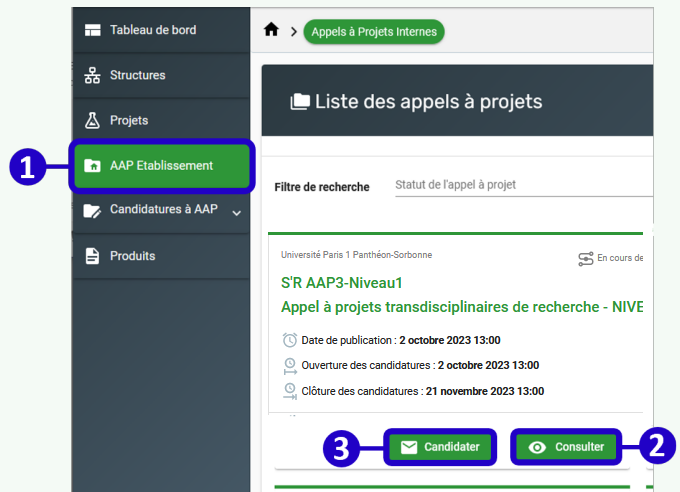 Tableau de bord
Structures
Projets
1
AAP Etablissement
Candidatures à AAP
Produits
Appels à Projets Internes
Liste des appels à projets
Filtre de recherche
Statut de l'appel à projet
Université Paris 1 Panthéon-Sorbonne
En cours de
S'R AAP3-Niveau1
Appel à projets transdisciplinaires de recherche - NIVE
Date de publication : 2 octobre 2023 13:00
Ouverture des candidatures : 2 octobre 2023 13:00
Clôture des candidatures : 21 novembre 2023 13:00
3
Candidater
Consulter
2